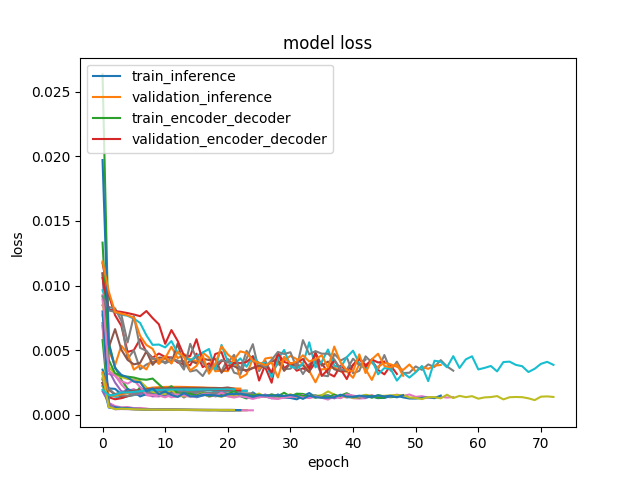 model loss
train_inference
validation_inference
train_encoder_decoder
validation_encoder_decoder
loss
0.025
0.020
0.015
0.010
0.005
0.000
0 10 20 30 40 50 60 70
epoch